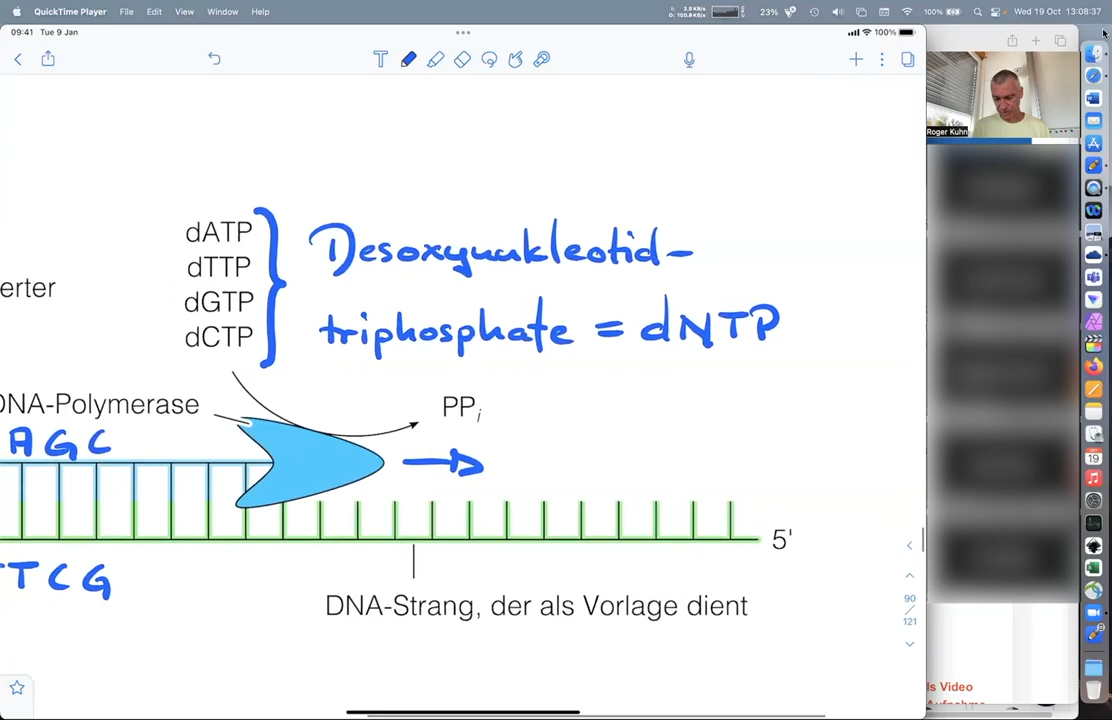 QuickTime Player File Edit View Window Help
23% 100% Wed 19 Oct 13:08:37
09:41 Tue 9 Jan
100%
Roger Kuhn
dATP
dTTP
dGTP
dCTP
Desoxynukleotid-
triphosphate = dNTP
erter
DNA-Polymerase
PPi
AGC
5'
TCG
DNA-Strang, der als Vorlage dient
90
121
OCT
19
ls Video